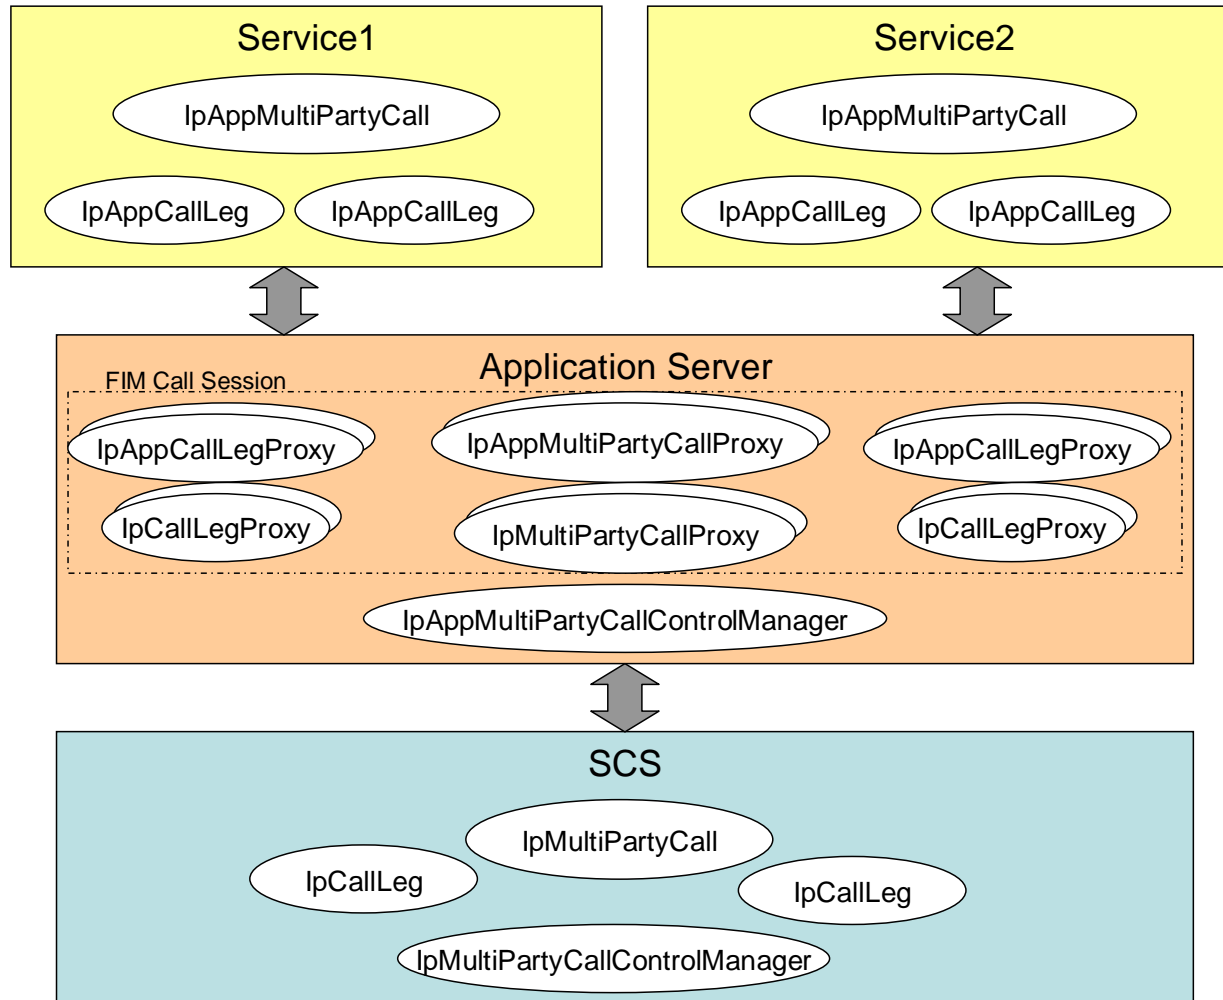 Service1
IpAppMultiPartyCall
IpAppCallLeg
IpAppCallLeg
Service2
IpAppMultiPartyCall
IpAppCallLeg
IpAppCallLeg
Application Server
FIM Call Session
IpAppCallLegProxy
IpAppMultiPartyCallProxy
IpAppCallLegProxy
IpCallLegProxy
IpMultiPartyCallProxy
IpCallLegProxy
IpAppMultiPartyCallControlManager
SCS
IpMultiPartyCall
IpCallLeg
IpCallLeg
IpMultiPartyCallControlManager